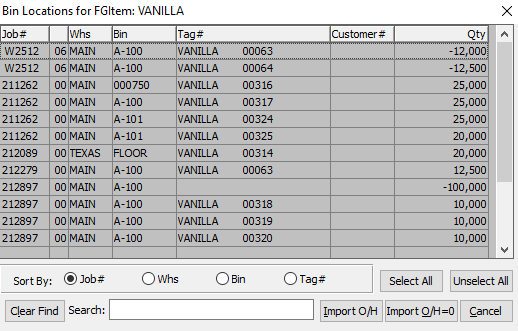 Bin Locations for FGItem: VANILLA
Job# Whs Bin Tag# Customer# Qty
W2512 06 MAIN A-100 VANILLA 00063 -12,000
W2512 06 MAIN A-100 VANILLA 00064 -12,500
211262 00 MAIN 000750 VANILLA 00316 25,000
211262 00 MAIN A-100 VANILLA 00317 25,000
211262 00 MAIN A-101 VANILLA 00324 25,000
211262 00 MAIN A-101 VANILLA 00325 20,000
212089 00 TEXAS FLOOR VANILLA 00314 20,000
212279 00 MAIN A-100 VANILLA 00063 12,500
212897 00 MAIN A-100 -100,000
212897 00 MAIN A-100 VANILLA 00318 10,000
212897 00 MAIN A-100 VANILLA 00319 10,000
212897 00 MAIN A-100 VANILLA 00320 10,000
Sort By: Job# Whs Bin Tag# Select All Unselect All
Clear Find Search: Import O/H Import O/H=0 Cancel